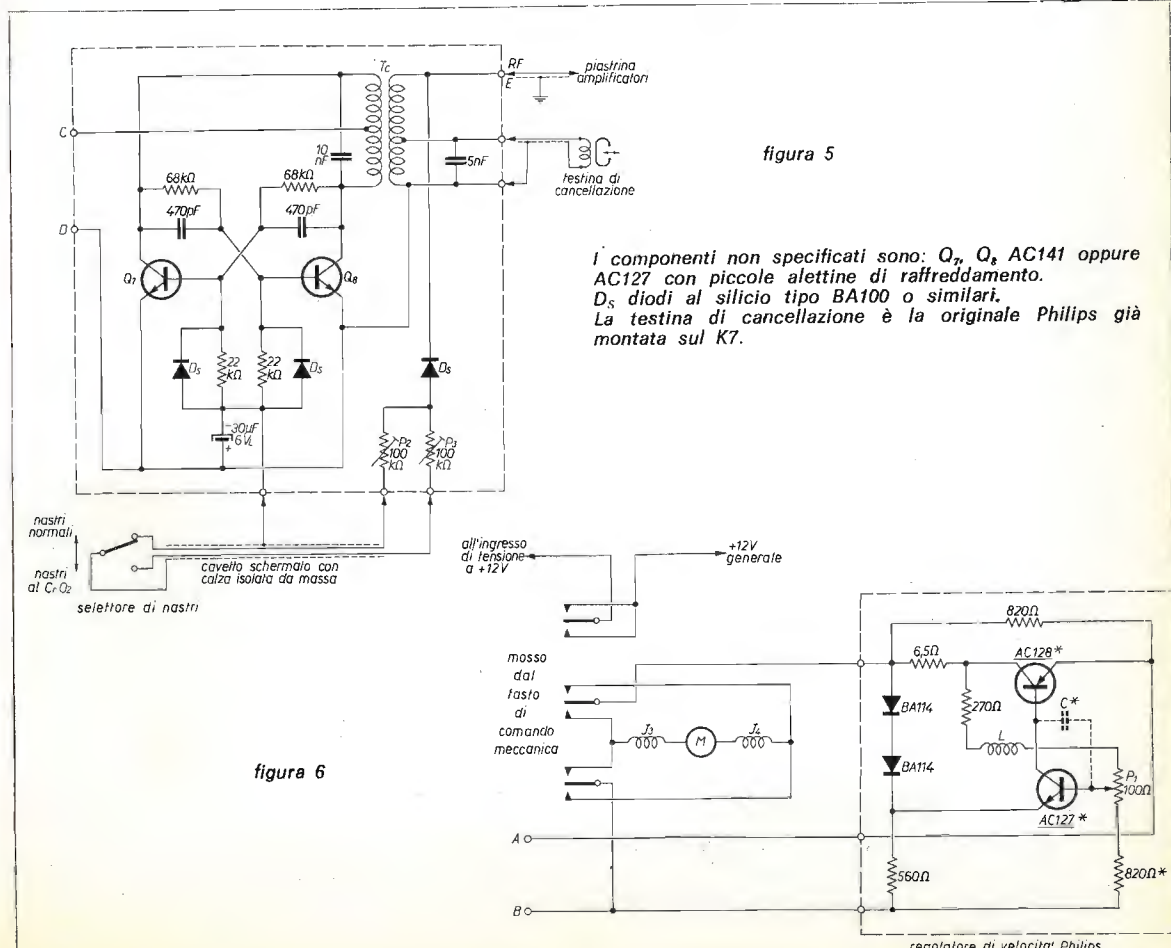 Tc
RF
E
piastrina
amplificatori
C
10
nF
5nF
testina di
cancellazione
figura 5
68kΩ
68kΩ
470pF
470pF
D
Q7
Q8
i componenti non specificati sono: Q7, Q8 AC141 oppure
AC127 con piccole alettine di raffreddamento.
DS diodi al silicio tipo BA100 o similari.
La testina di cancellazione è la originale Philips già
montata sul K7.
DS
22
kΩ
22
kΩ
DS
DS
-30µF
6VL
+
P2
100
kΩ
P3
100
kΩ
nastri
normali
nastri
al CrO2
selettore di nastri
cavetto schermato con
calza isolata da massa
all'ingresso
di tensione
a +12V
+12V
generale
820Ω
6,5Ω
AC128*
mosso
dal
tasto
di
comando
meccanica
BA114
270Ω
C*
L
J3
M
J4
figura 6
BA114
P1
100Ω
AC127*
A
560Ω
820Ω*
B
regolatore di velocita' Philips